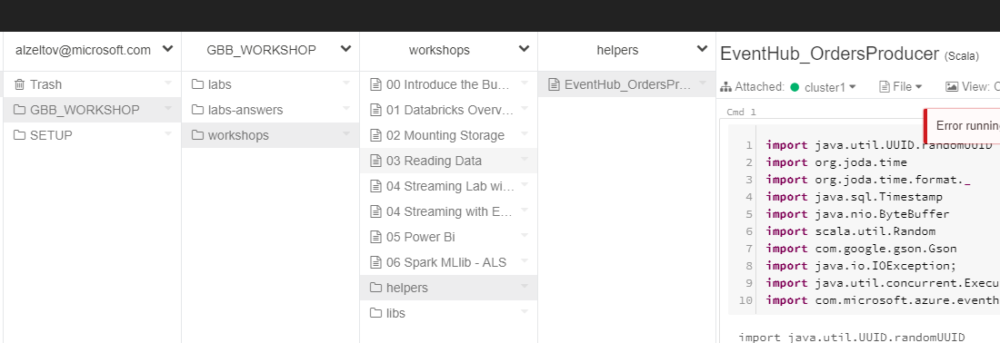 alzeltov@microsoft.com
Trash
GBB_WORKSHOP
SETUP
GBB_WORKSHOP
labs
labs-answers
workshops
workshops
00 Introduce the Bu...
01 Databricks Overv...
02 Mounting Storage
03 Reading Data
04 Streaming Lab wi...
04 Streaming with E...
05 Power Bi
06 Spark MLlib - ALS
helpers
libs
helpers
EventHub_OrdersPr...
EventHub_OrdersProducer (Scala)
Attached: cluster1 File View: C
Cmd 1
Error runnin
1 import java.util.UUID.randomUUID
2 import org.joda.time
3 import org.joda.time.format._
4 import java.sql.Timestamp
5 import java.nio.ByteBuffer
6 import scala.util.Random
7 import com.google.gson.Gson
8 import java.io.IOException;
9 import java.util.concurrent.Execu
10 import com.microsoft.azure.eventh
import java.util.UUID.randomUUID